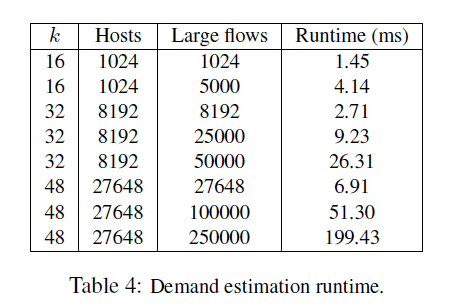 k Hosts Large flows Runtime (ms)
16 1024 1024 1.45
16 1024 5000 4.14
32 8192 8192 2.71
32 8192 25000 9.23
32 8192 50000 26.31
48 27648 27648 6.91
48 27648 100000 51.30
48 27648 250000 199.43
Table 4: Demand estimation runtime.